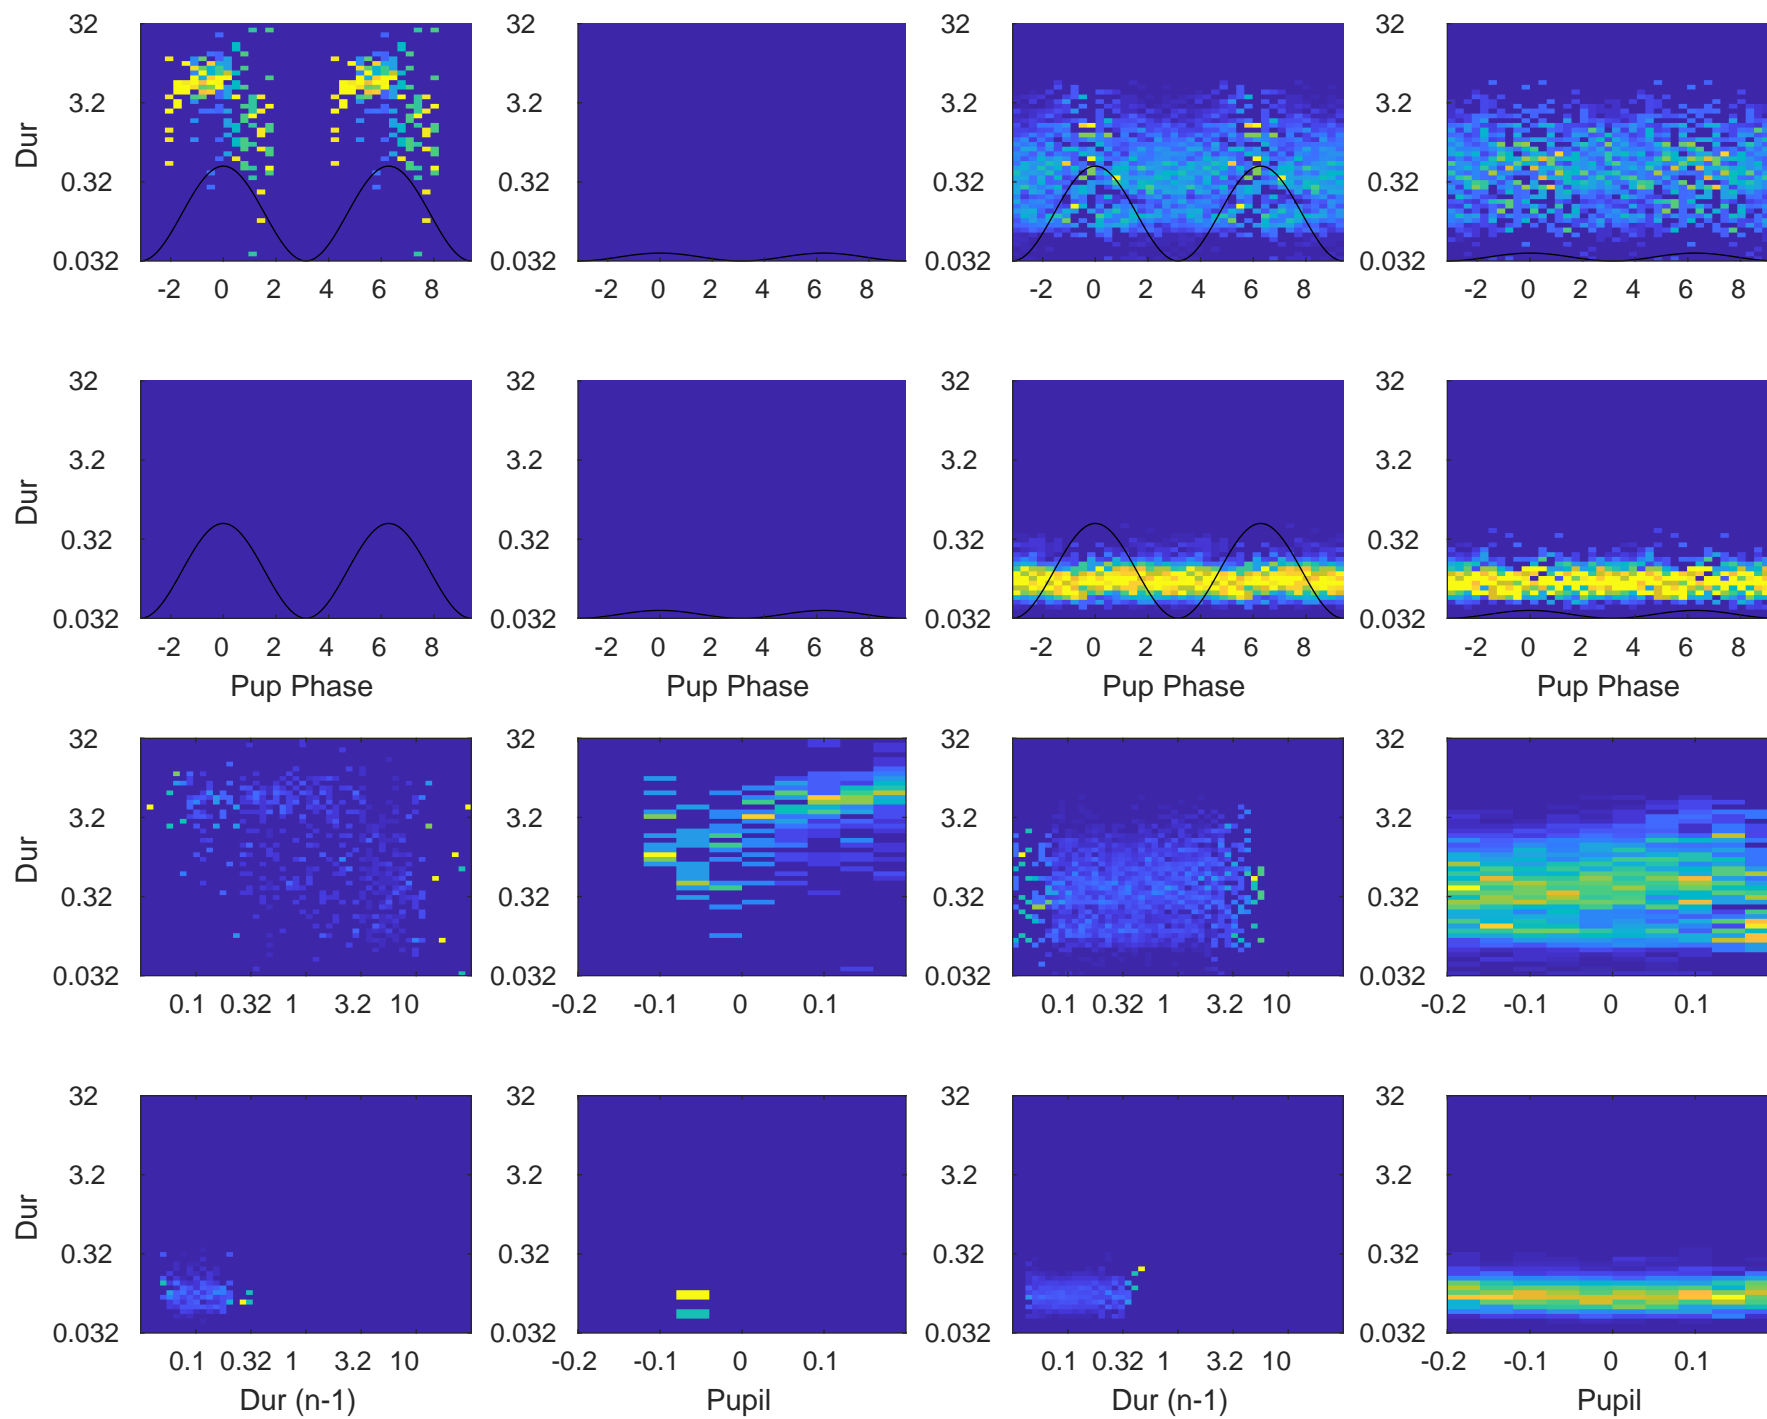 32 32 32 32
3.2 3.2 3.2 3.2
Dur
0.32 0.32 0.32 0.32
0.032 0.032 0.032 0.032
-2 0 2 4 6 8 -2 0 2 4 6 8 -2 0 2 4 6 8 -2 0 2 4 6 8
32 32 32 32
3.2 3.2 3.2 3.2
Dur
0.32 0.32 0.32 0.32
0.032 0.032 0.032 0.032
-2 0 2 4 6 8 -2 0 2 4 6 8 -2 0 2 4 6 8 -2 0 2 4 6 8
Pup Phase Pup Phase Pup Phase Pup Phase
32 32 32 32
3.2 3.2 3.2 3.2
Dur
0.32 0.32 0.32 0.32
0.032 0.032 0.032 0.032
0.1 0.32 1 3.2 10 -0.2 -0.1 0 0.1 0.1 0.32 1 3.2 10 -0.2 -0.1 0 0.1
32 32 32 32
3.2 3.2 3.2 3.2
Dur
0.32 0.32 0.32 0.32
0.032 0.032 0.032 0.032
0.1 0.32 1 3.2 10 -0.2 -0.1 0 0.1 0.1 0.32 1 3.2 10 -0.2 -0.1 0 0.1
Dur (n-1) Pupil Dur (n-1) Pupil